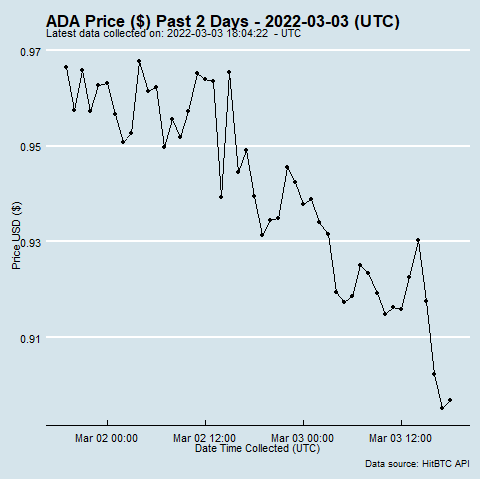 ADA Price ($) Past 2 Days - 2022-03-03 (UTC)
Latest data collected on: 2022-03-03 18:04:22  - UTC
0.97
0.95
0.93
0.91
Price USD ($)
Mar 02 00:00
Mar 02 12:00
Mar 03 00:00
Mar 03 12:00
Date Time Collected (UTC)
Data source: HitBTC API